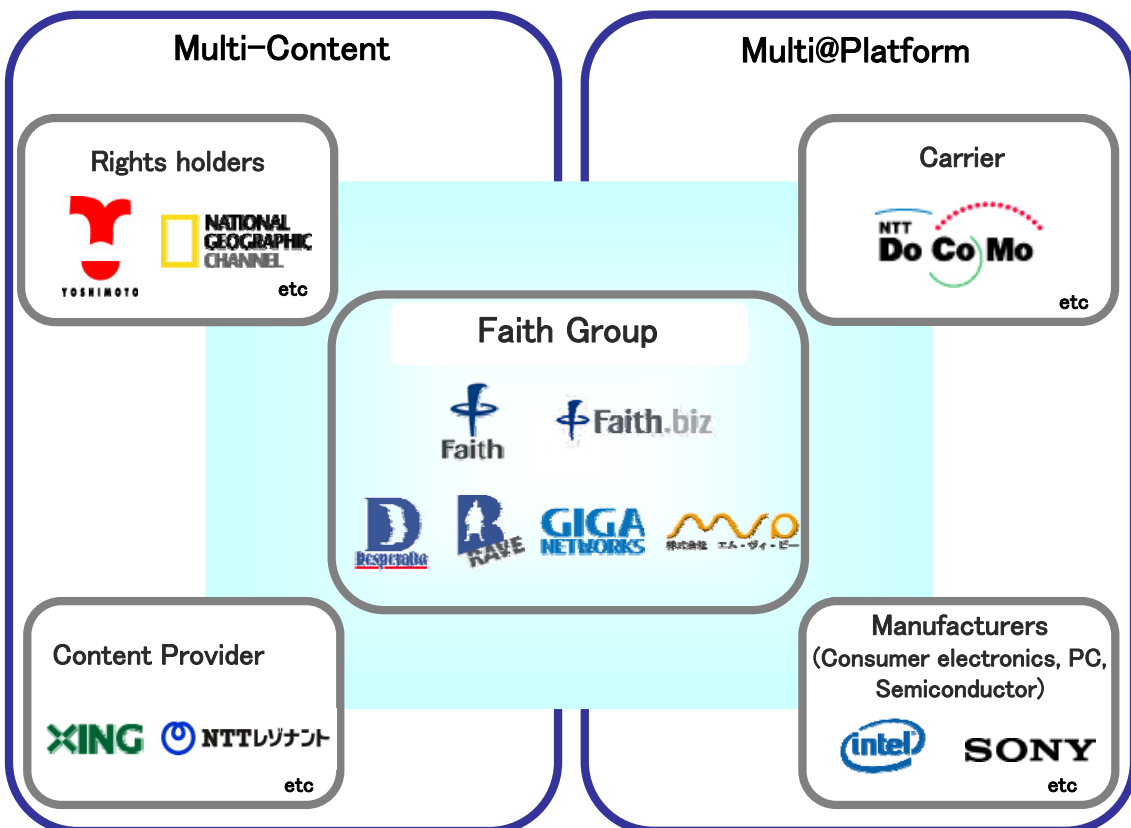 Multi-Content
Multi@Platform
Rights holders
YOSHIMOTO
NATIONAL
GEOGRAPHIC
CHANNEL
etc
Carrier
NTT
Do Co Mo
etc
Faith Group
Faith
Faith.biz
D
Desperado
BRAVE
GIGA
NETWORKS
mvp
株式会社 エム・ヴィ・ピー
Content Provider
XING
NTTレゾナント
etc
Manufacturers
(Consumer electronics, PC,
Semiconductor)
intel
SONY
etc